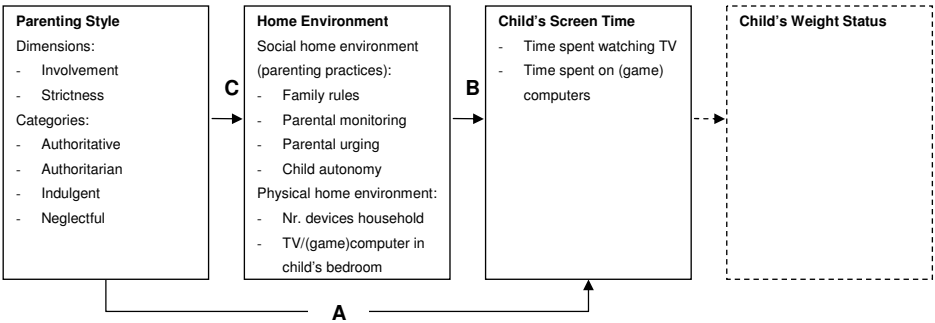 Parenting Style
Dimensions:
- Involvement
- Strictness
Categories:
- Authoritative
- Authoritarian
- Indulgent
- Neglectful
C
Home Environment
Social home environment
(parenting practices):
- Family rules
- Parental monitoring
- Parental urging
- Child autonomy
Physical home environment:
- Nr. devices household
- TV/(game)computer in
child's bedroom
B
Child's Screen Time
- Time spent watching TV
- Time spent on (game)
computers
Child's Weight Status
A